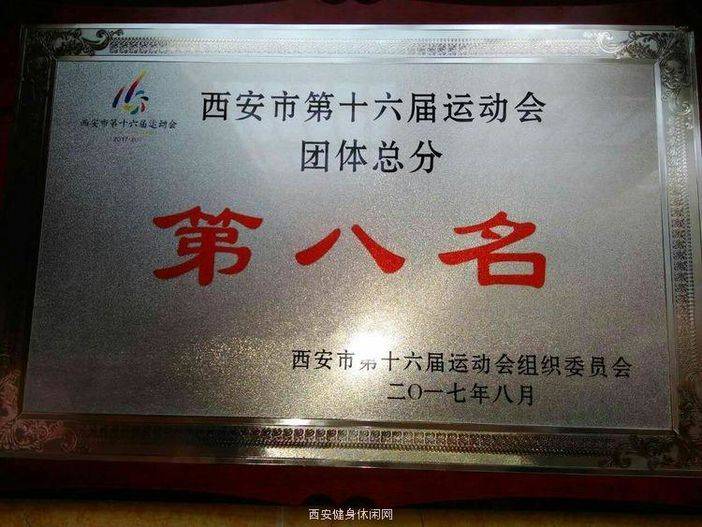 西安市第十六届运动会
2017
西安市第十六届运动会
团体总分
第八名
西安市第十六届运动会组织委员会
二〇一七年八月
西安健身休闲网